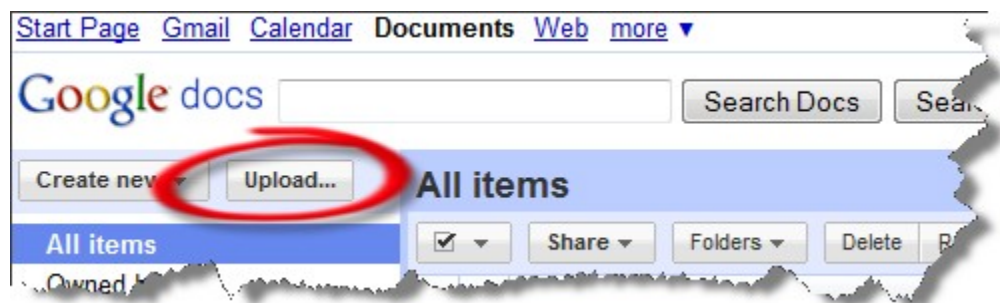 Start Page Gmail Calendar Documents Web more ▼
Google docs Search Docs
Create new Upload... All items
All items Share Folders Delete
Owned